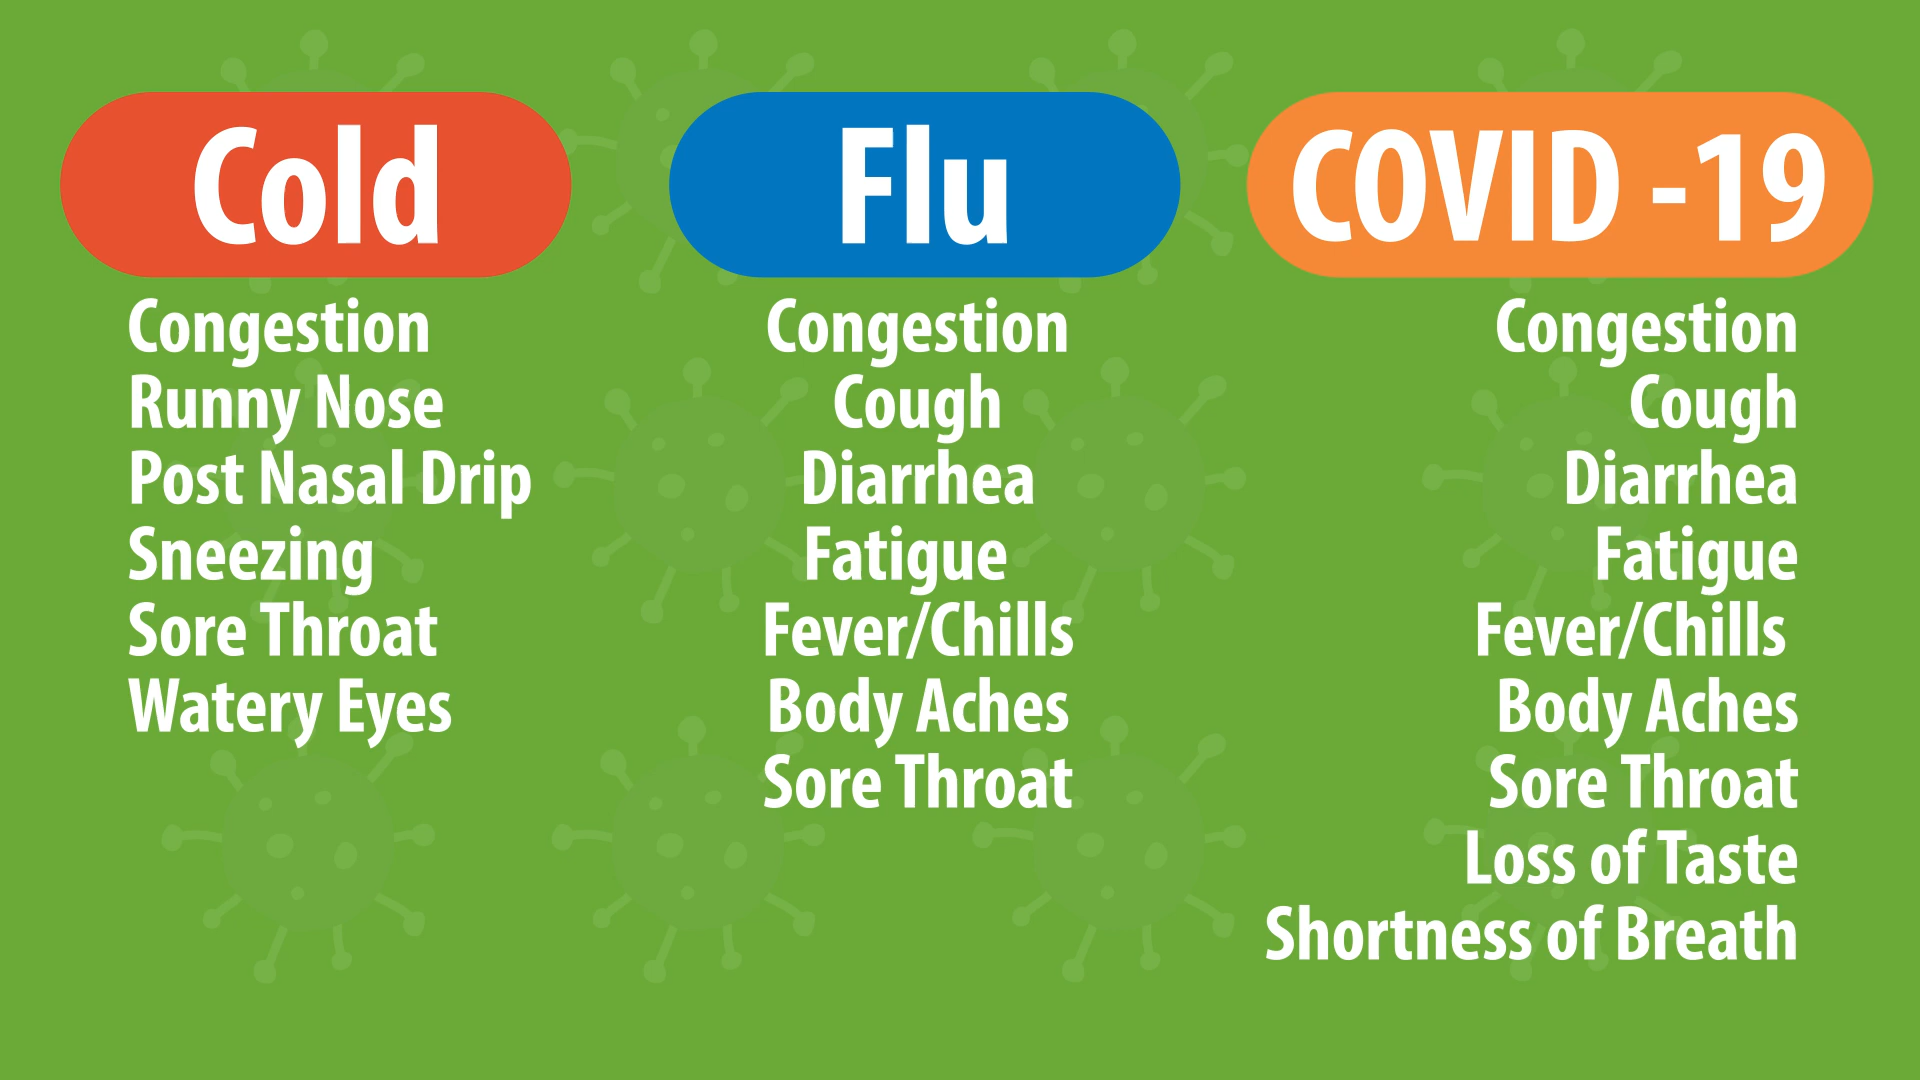 Cold
Congestion
Runny Nose
Post Nasal Drip
Sneezing
Sore Throat
Watery Eyes
Flu
Congestion
Cough
Diarrhea
Fatigue
Fever/Chills
Body Aches
Sore Throat
COVID -19
Congestion
Cough
Diarrhea
Fatigue
Fever/Chills
Body Aches
Sore Throat
Loss of Taste
Shortness of Breath